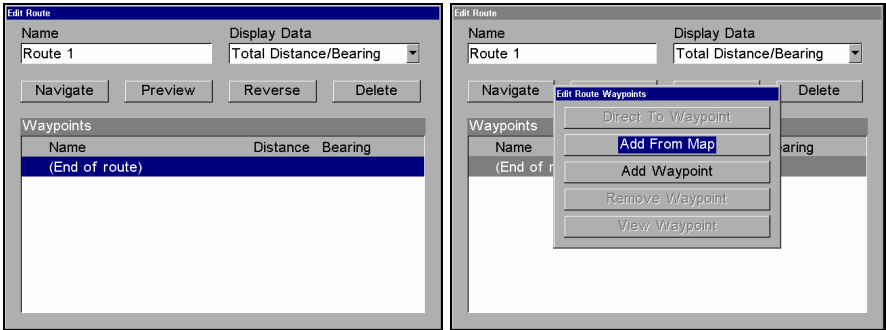 Edit Route
Name Display Data
Route 1 Total Distance/Bearing
Navigate Preview Reverse Delete
Waypoints
Name Distance Bearing
(End of route)
Edit Route
Name Display Data
Route 1 Total Distance/Bearing
Navigate Delete
Edit Route Waypoints
Direct To Waypoint
Waypoints
Name earing
Add From Map
(End of r
Add Waypoint
Remove Waypoint
View Waypoint